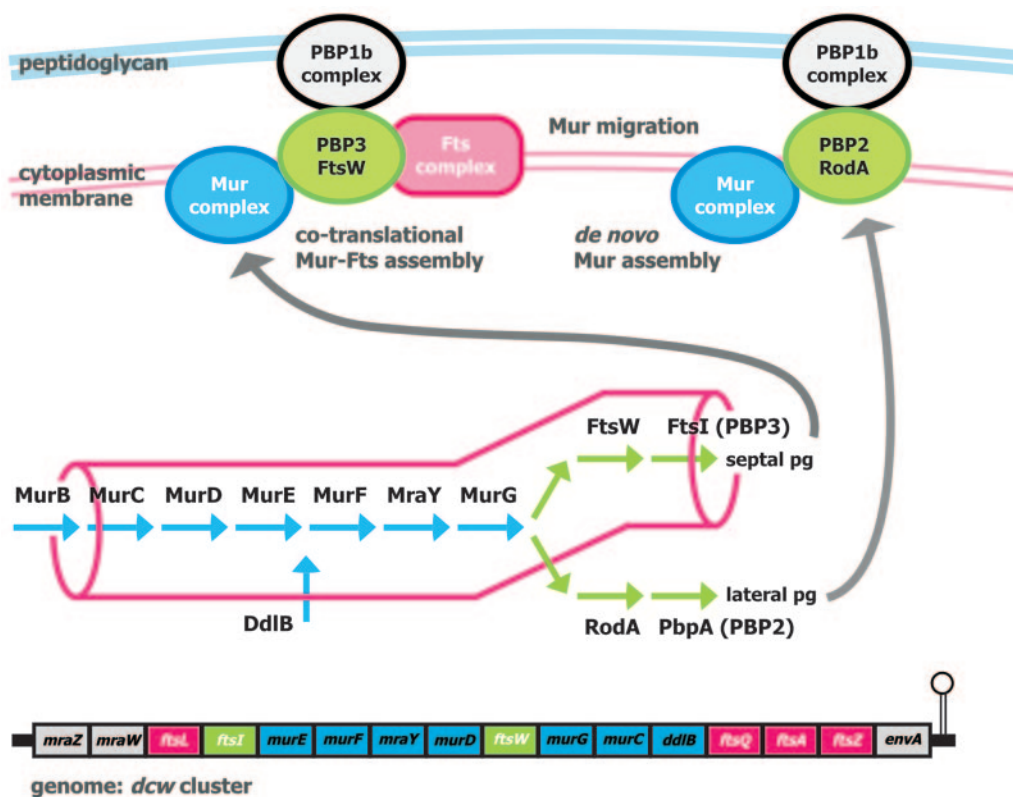 PBP1b
complex
PBP1b
complex
peptidoglycan
PBP3
FtsW
Fts
complex
Mur migration
PBP2
RodA
cytoplasmic
membrane
Mur
complex
Mur
complex
co-translational
Mur-Fts assembly
de novo
Mur assembly
FtsW
FtsI (PBP3)
septal pg
MurB
MurC
MurD
MurE
MurF
MraY
MurG
DdlB
lateral pg
RodA
PbpA (PBP2)
mraZ
mraW
ftsL
ftsI
murE
murF
mraY
murD
ftsW
murG
murC
ddlB
ftsQ
ftsA
ftsZ
envA
genome: dcw cluster